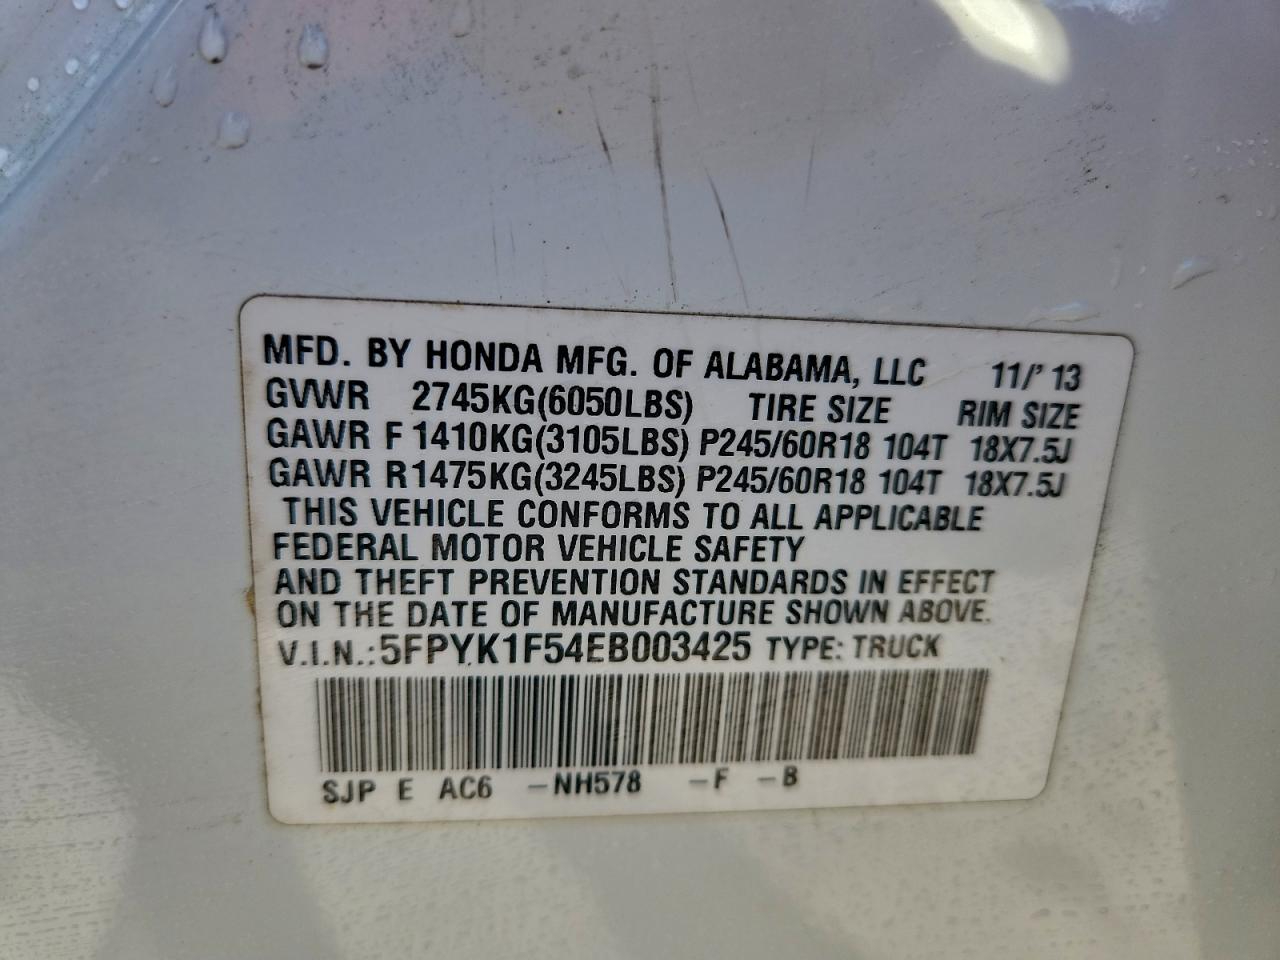 MFD. BY HONDA MFG. OF ALABAMA, LLC 11/'13
GVWR 2745KG(6050LBS) TIRE SIZE RIM SIZE
GAWR F 1410KG(3105LBS) P245/60R18 104T 18X7.5J
GAWR R 1475KG(3245LBS) P245/60R18 104T 18X7.5J
THIS VEHICLE CONFORMS TO ALL APPLICABLE
FEDERAL MOTOR VEHICLE SAFETY
AND THEFT PREVENTION STANDARDS IN EFFECT
ON THE DATE OF MANUFACTURE SHOWN ABOVE.
V.I.N.:5FPYK1F54EB003425 TYPE: TRUCK
SJP E AC6 -NH578 -F -B